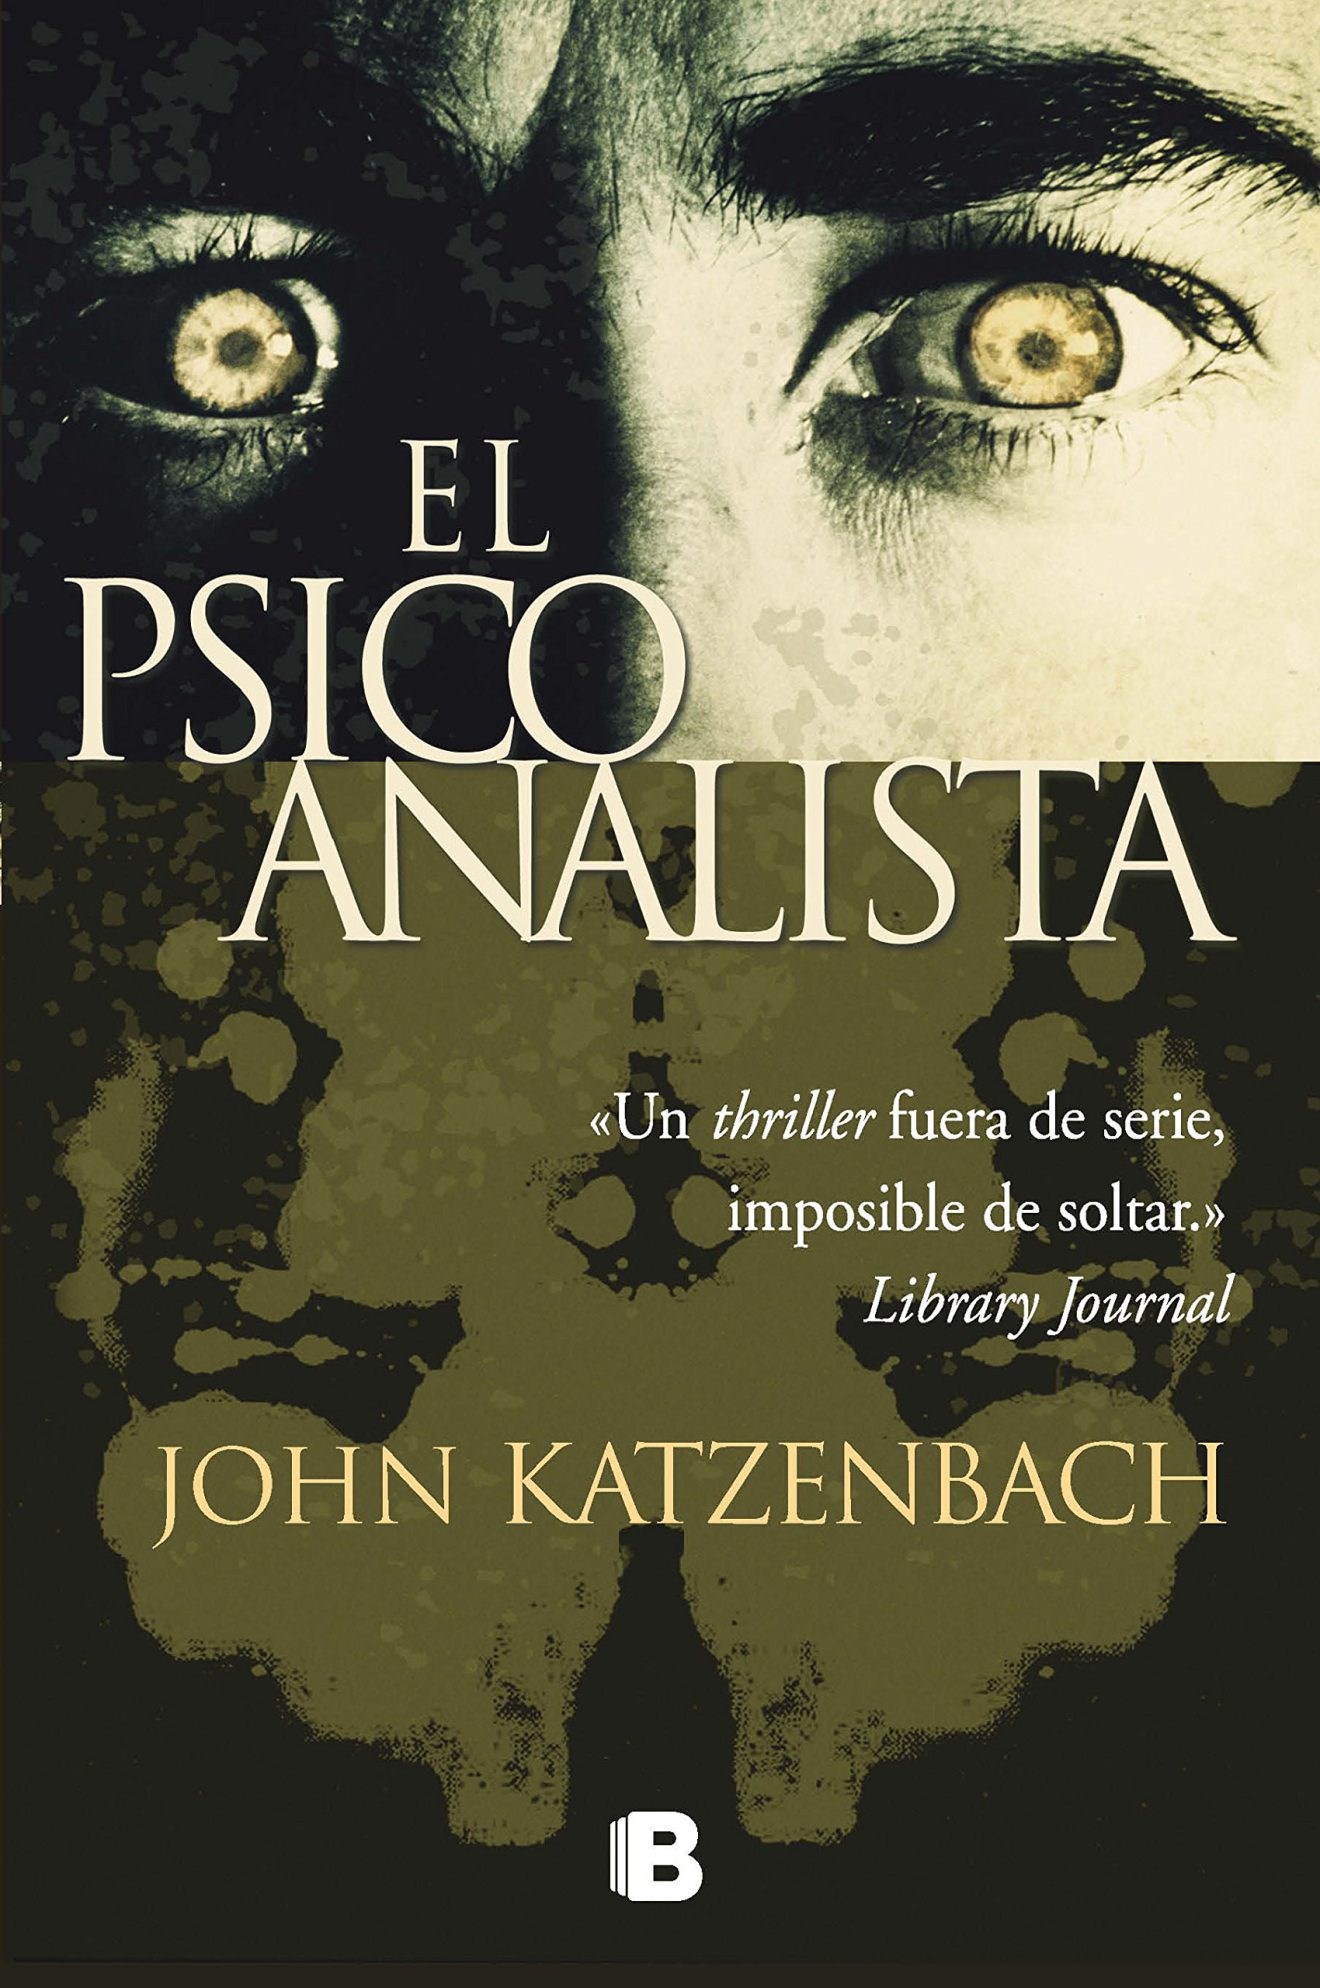 EL
PSICO
ANALISTA
«Un thriller fuera de serie,
imposible de soltar.»
Library Journal
JOHN KATZENBACH
B